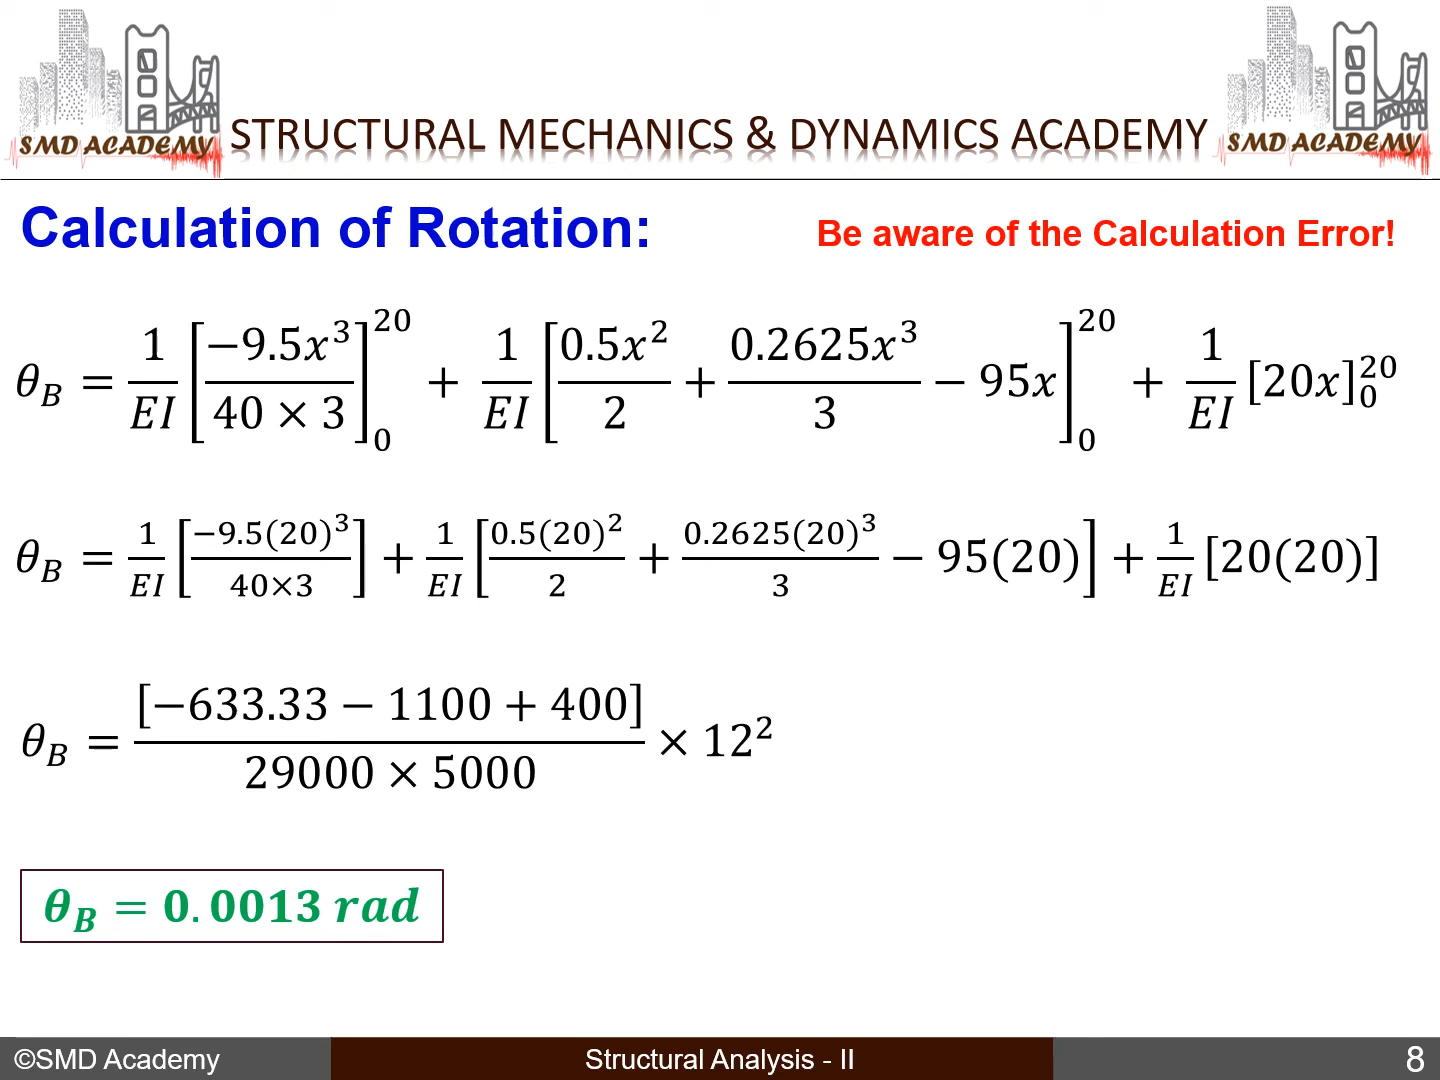 SMD ACADEMY STRUCTURAL MECHANICS & DYNAMICS ACADEMY SMD ACADEMY
Calculation of Rotation: Be aware of the Calculation Error!
θ_B = 1/EI [−9.5x³/(40 × 3)]₀²⁰ + 1/EI [0.5x²/2 + 0.2625x³/3 − 95x]₀²⁰ + 1/EI [20x]₀²⁰
θ_B = 1/EI [−9.5(20)³/(40×3)] + 1/EI [0.5(20)²/2 + 0.2625(20)³/3 − 95(20)] + 1/EI [20(20)]
θ_B = [−633.33 − 1100 + 400]/(29000 × 5000) × 12²
θ_B = 0.0013 rad
©SMD Academy Structural Analysis - II 8